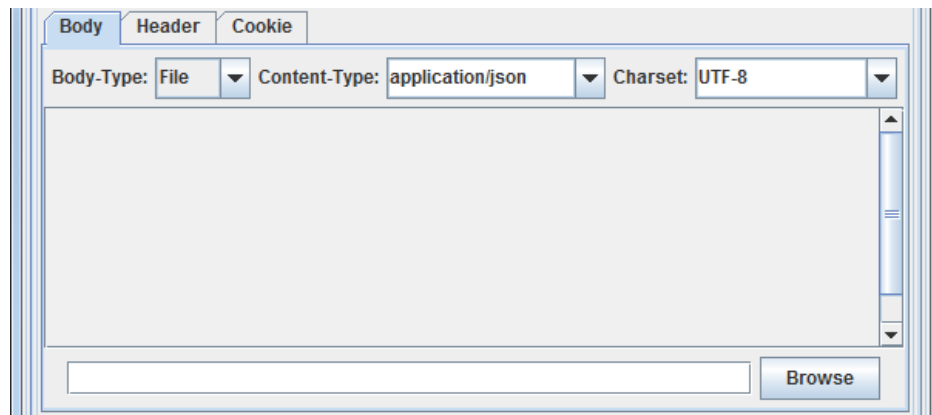 Body Header Cookie
Body-Type: File Content-Type: application/json Charset: UTF-8
Browse